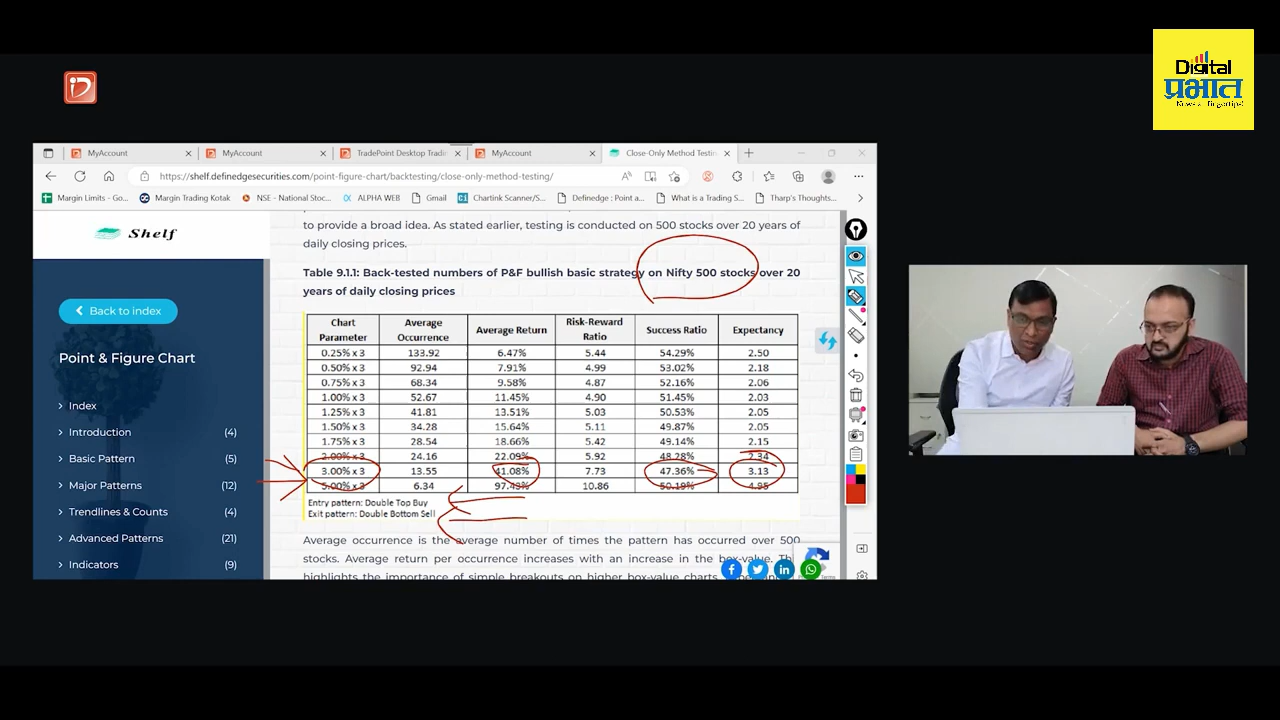 Digital
प्रभात
News at Fingertips!
MyAccount
MyAccount
TradePoint Desktop Tradi
MyAccount
Close-Only Method Testin
https://shelf.definedgesecurities.com/point-figure-chart/backtesting/close-only-method-testing/
Margin Limits - Go...
Margin Trading Kotak
NSE - National Stoc...
ALPHA WEB
Gmail
Chartink Scanner/S...
Definedge : Point a...
What is a Trading S...
Tharp's Thoughts...
Shelf
Back to index
Point & Figure Chart
Index
Introduction (4)
Basic Pattern (5)
Major Patterns (12)
Trendlines & Counts (4)
Advanced Patterns (21)
Indicators (9)
to provide a broad idea. As stated earlier, testing is conducted on 500 stocks over 20 years of
daily closing prices.
Table 9.1.1: Back-tested numbers of P&F bullish basic strategy on Nifty 500 stocks over 20
years of daily closing prices
Chart Parameter Average Occurrence Average Return Risk-Reward Ratio Success Ratio Expectancy
0.25% x 3 133.92 6.47% 5.44 54.29% 2.50
0.50% x 3 92.94 7.91% 4.99 53.02% 2.18
0.75% x 3 68.34 9.58% 4.87 52.16% 2.06
1.00% x 3 52.67 11.45% 4.90 51.45% 2.03
1.25% x 3 41.81 13.51% 5.03 50.53% 2.05
1.50% x 3 34.28 15.64% 5.11 49.87% 2.05
1.75% x 3 28.54 18.66% 5.42 49.14% 2.15
2.00% x 3 24.16 22.09% 5.92 48.28% 2.34
3.00% x 3 13.55 41.08% 7.73 47.36% 3.13
5.00% x 3 6.34 97.43% 10.86 50.19% 4.95
Entry pattern: Double Top Buy
Exit pattern: Double Bottom Sell
Average occurrence is the average number of times the pattern has occurred over 500
stocks. Average return per occurrence increases with an increase in the box-value.
highlights the importance of simple breakouts on higher box-value charts